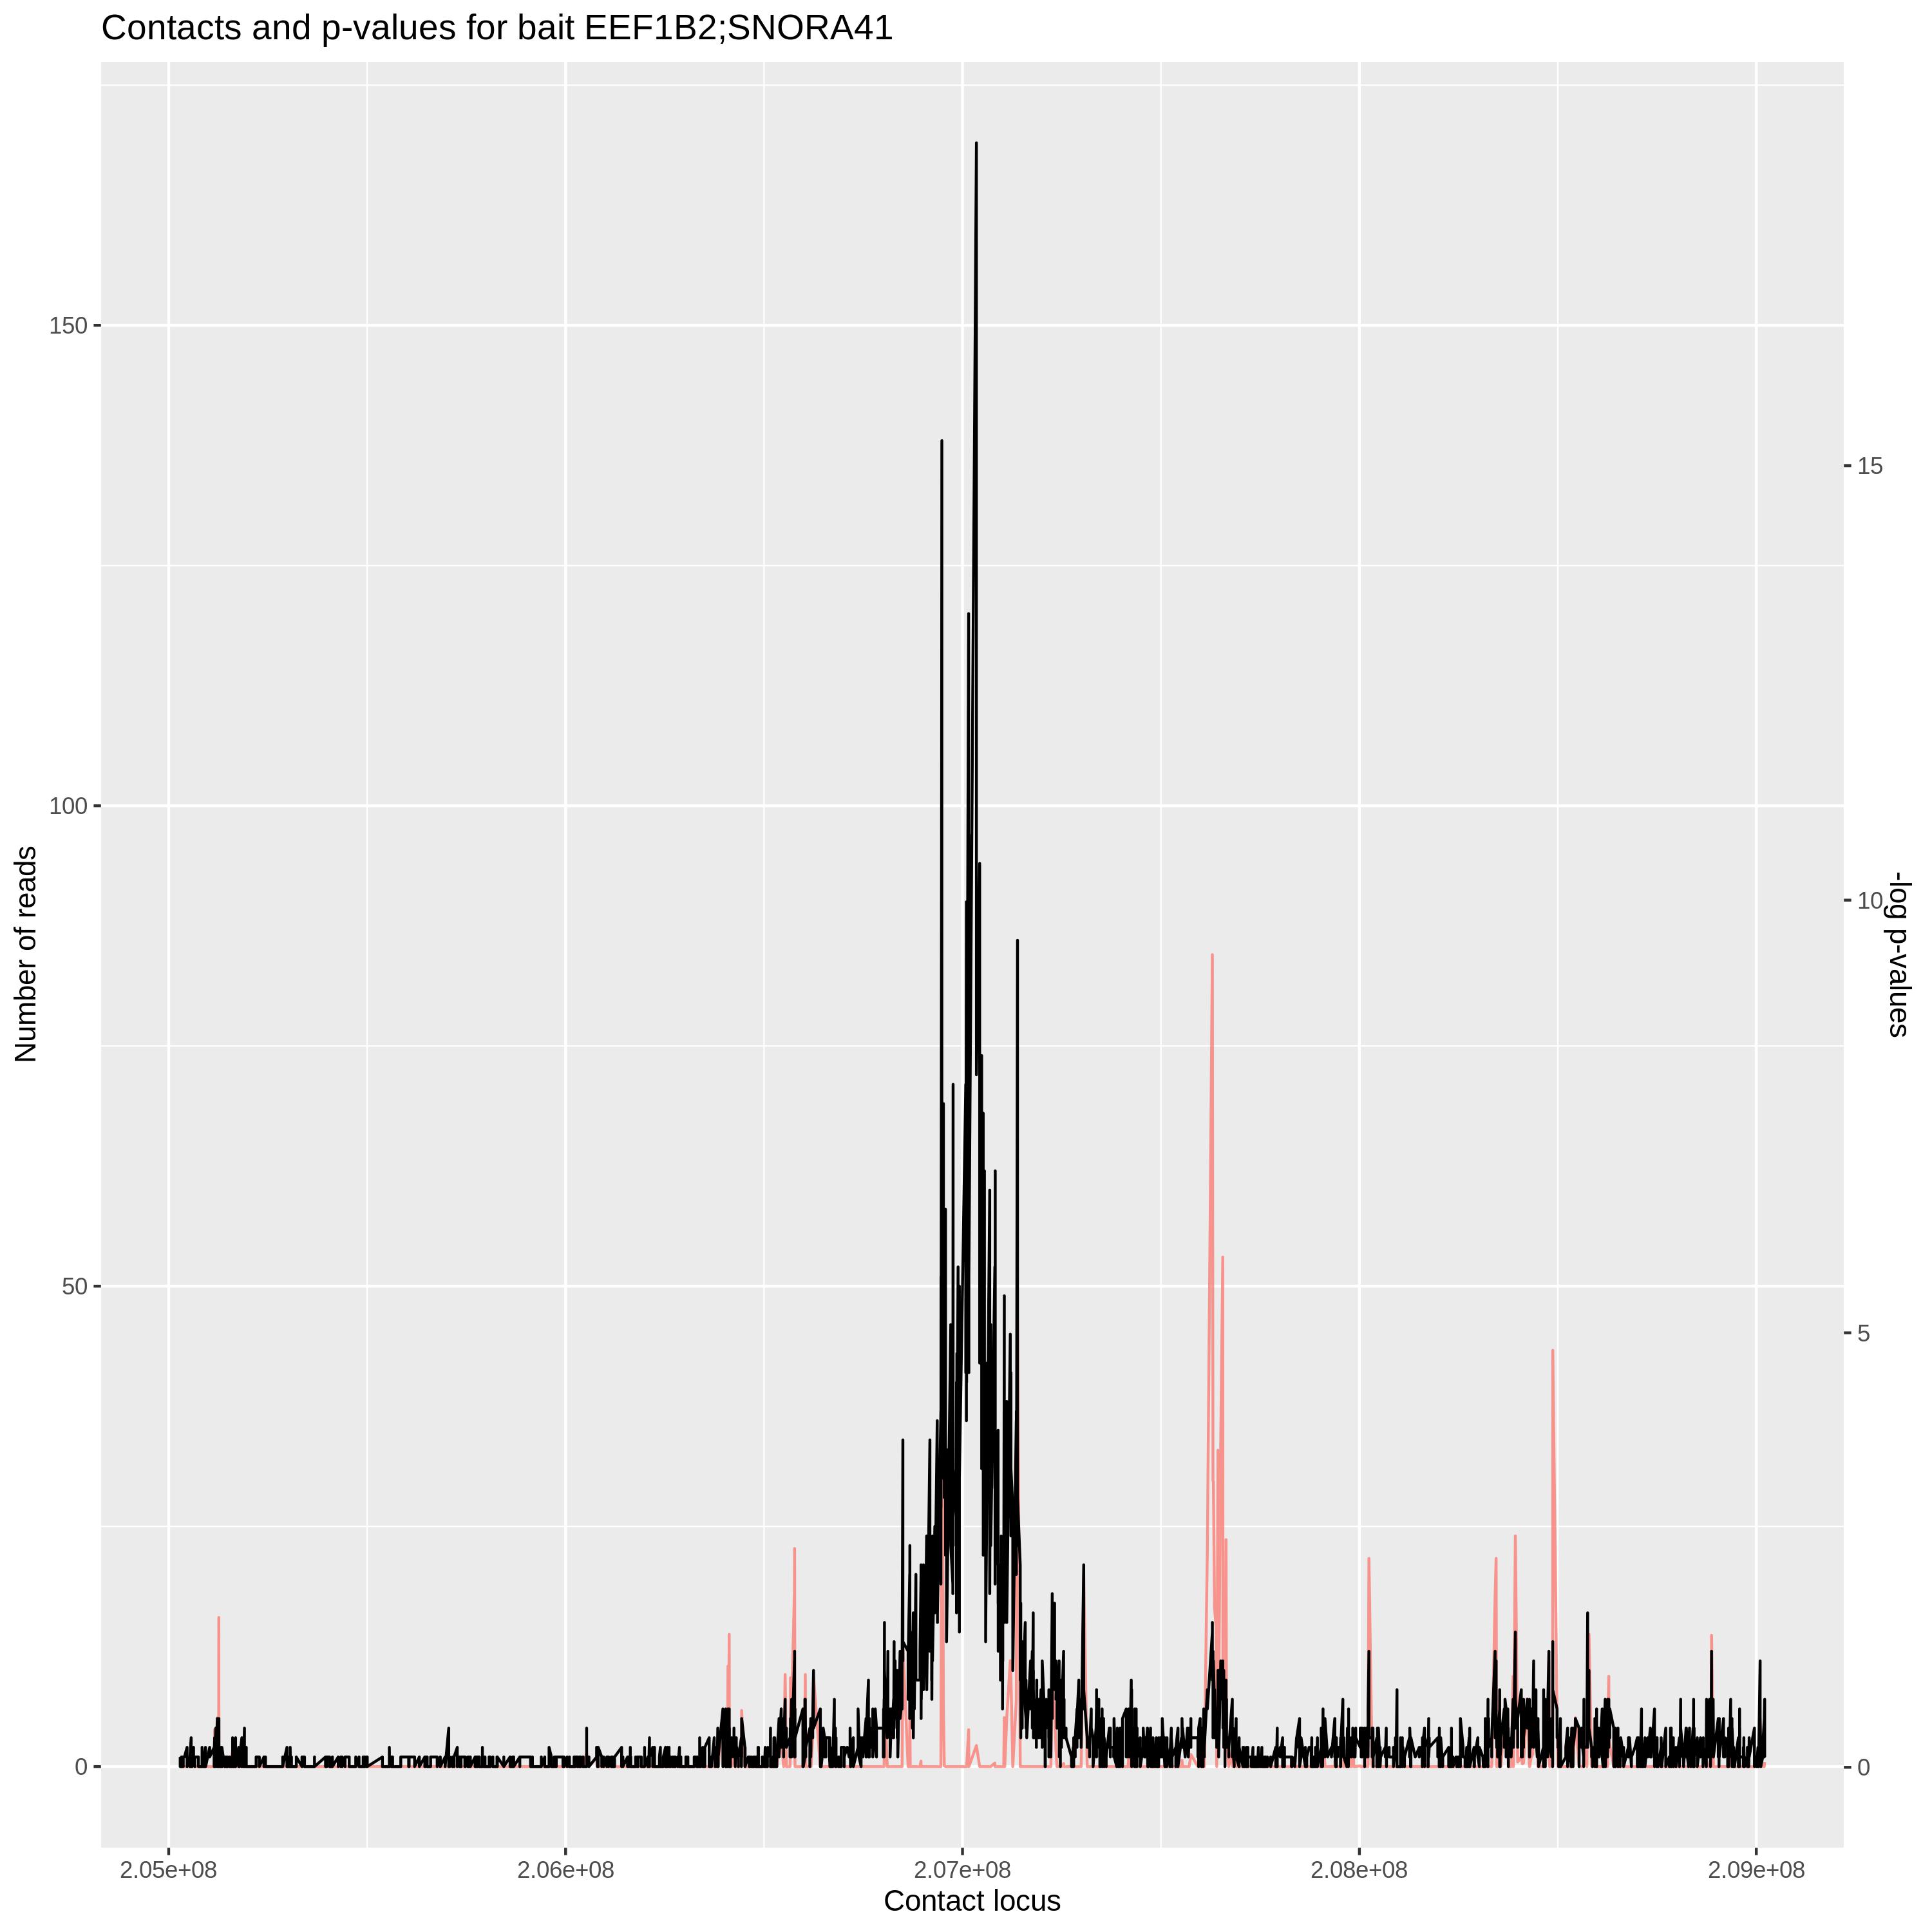 Contacts and p-values for bait EEF1B2;SNORA41
150
100
50
0
Number of reads
15
10
5
0
-log p-values
2.05e+08
2.06e+08
2.07e+08
2.08e+08
2.09e+08
Contact locus